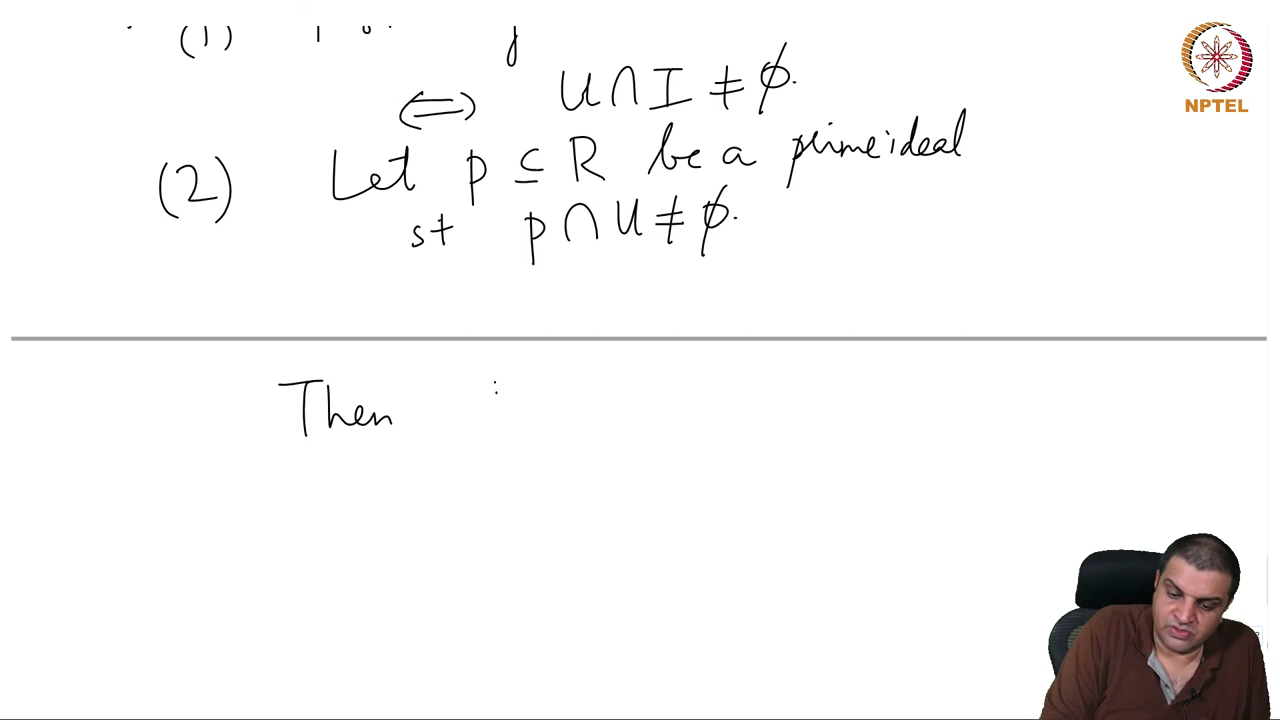 (1)
⟺ U ∩ I ≠ ∅.
(2) Let p ⊆ R be a prime ideal
st p ∩ U ≠ ∅.
Then
NPTEL